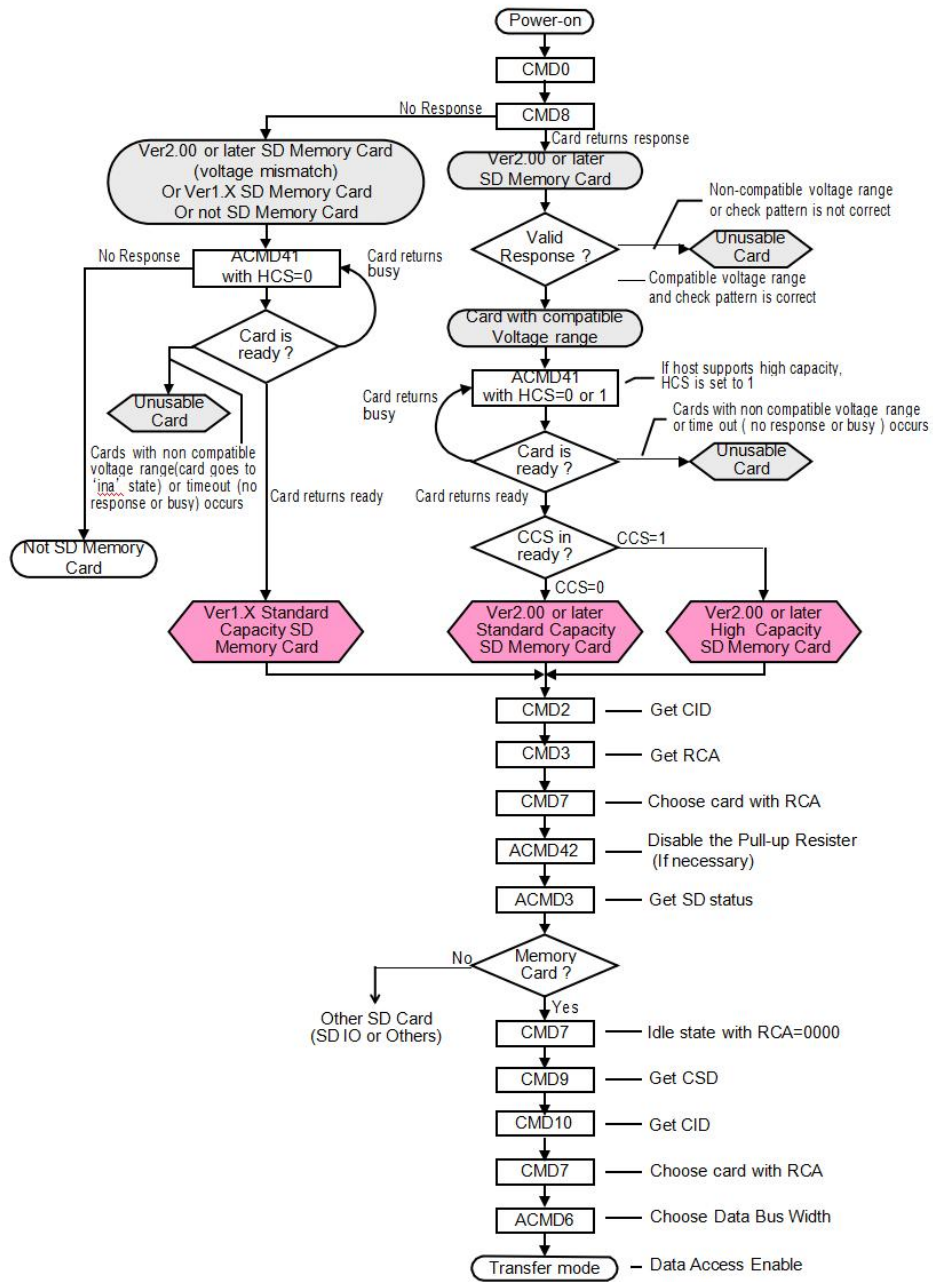 Power-on
CMD0
No Response
CMD8
Card returns response
Ver2.00 or later SD Memory Card
(voltage mismatch)
Or Ver1.X SD Memory Card
Or not SD Memory Card
Ver2.00 or later
SD Memory Card
Non-compatible voltage range
or check pattern is not correct
Valid
Response ?
Unusable
Card
Compatible voltage range
and check pattern is correct
No Response
ACMD41
with HCS=0
Card returns
busy
Card is
ready ?
Card with compatible
Voltage range
ACMD41
with HCS=0 or 1
If host supports high capacity,
HCS is set to 1
Card returns
busy
Cards with non compatible voltage range
or time out ( no response or busy ) occurs
Unusable
Card
Card is
ready ?
Unusable
Card
Cards with non compatible
voltage range(card goes to
‘ina’ state) or timeout (no
response or busy) occurs
Card returns ready
Card returns ready
Not SD Memory
Card
CCS in
ready ?
CCS=1
CCS=0
Ver1.X Standard
Capacity SD
Memory Card
Ver2.00 or later
Standard Capacity
SD Memory Card
Ver2.00 or later
High Capacity
SD Memory Card
CMD2
Get CID
CMD3
Get RCA
CMD7
Choose card with RCA
ACMD42
Disable the Pull-up Resister
(If necessary)
ACMD3
Get SD status
Memory
Card ?
No
Other SD Card
(SD IO or Others)
Yes
CMD7
Idle state with RCA=0000
CMD9
Get CSD
CMD10
Get CID
CMD7
Choose card with RCA
ACMD6
Choose Data Bus Width
Transfer mode
Data Access Enable